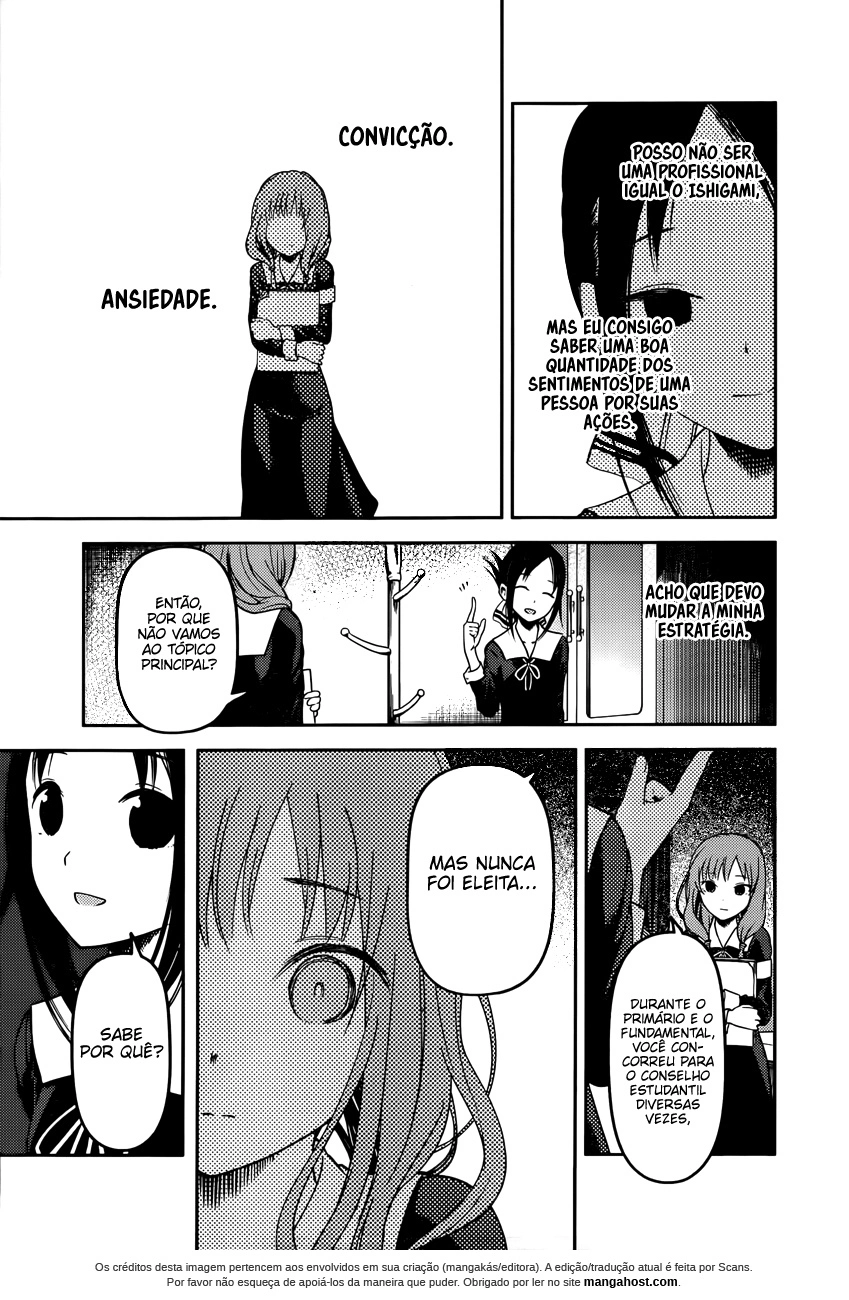 POSSO NÃO SER
UMA PROFISSIONAL
IGUAL O ISHIGAMI,
MAS EU CONSIGO
SABER UMA BOA
QUANTIDADE DOS
SENTIMENTOS DE UMA
PESSOA POR SUAS
AÇÕES.
CONVICÇÃO.
ANSIEDADE.
ACHO QUE DEVO
MUDAR A MINHA
ESTRATÉGIA.
ENTÃO,
POR QUE
NÃO VAMOS
AO TÓPICO
PRINCIPAL?
DURANTE O
PRIMÁRIO E O
FUNDAMENTAL,
VOCÊ CON-
CORREU PARA
O CONSELHO
ESTUDANTIL
DIVERSAS
VEZES,
MAS NUNCA
FOI ELEITA...
SABE
POR QUÊ?
Os créditos desta imagem pertencem aos envolvidos em sua criação (mangakás/editora). A edição/tradução atual é feita por Scans.
Por favor não esqueça de apoiá-los da maneira que puder. Obrigado por ler no site mangahost.com.